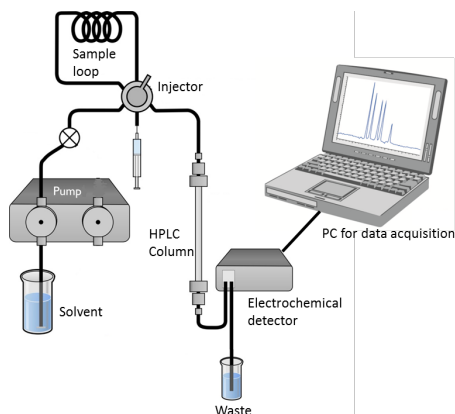 Sample
loop
Injector
Pump
HPLC
Column
PC for data acquisition
Solvent
Electrochemical
detector
Waste